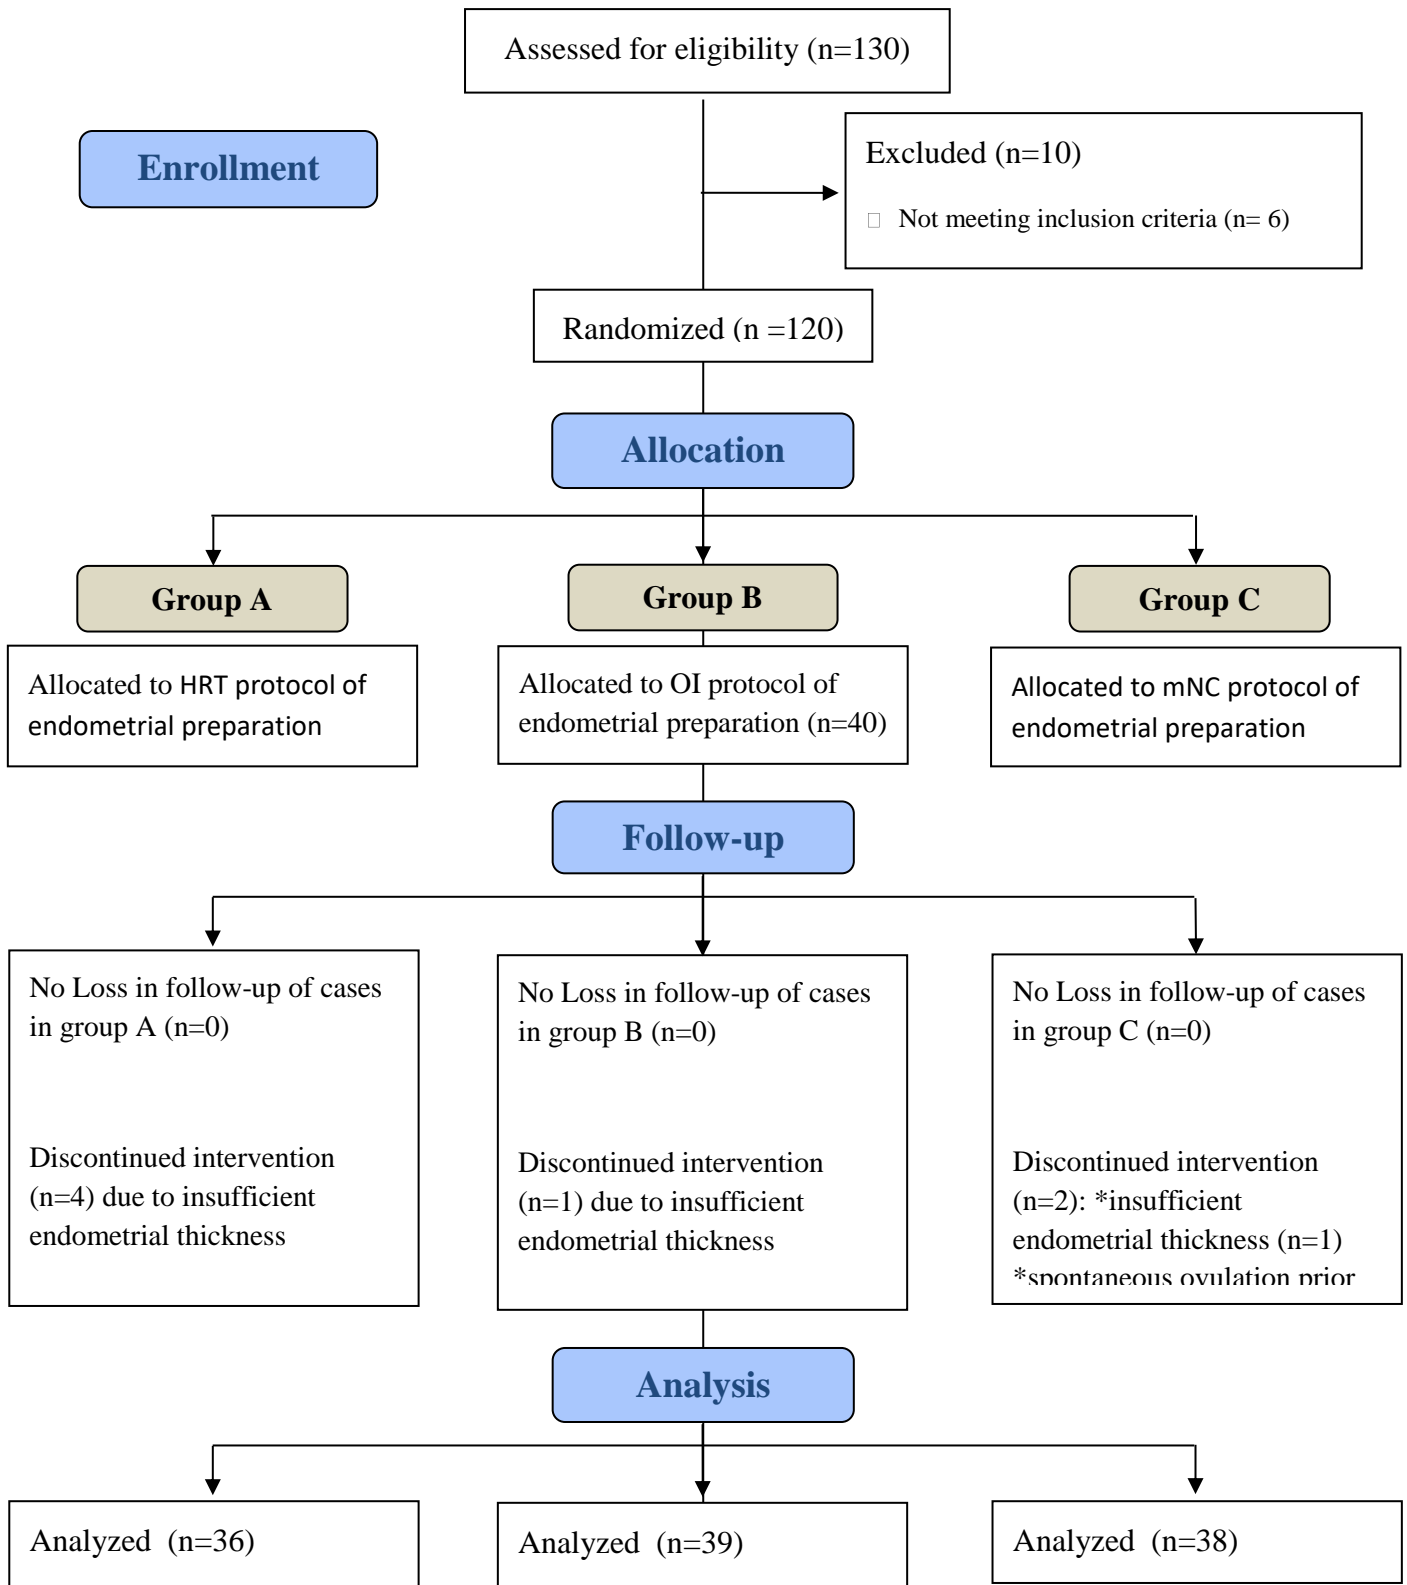 Assessed for eligibility (n=130)
Enrollment
Excluded (n=10)
Not meeting inclusion criteria (n= 6)
Randomized (n =120)
Allocation
Group A
Group B
Group C
Allocated to HRT protocol of
endometrial preparation
Allocated to OI protocol of
endometrial preparation (n=40)
Allocated to mNC protocol of
endometrial preparation
Follow-up
No Loss in follow-up of cases
in group A (n=0)
Discontinued intervention
(n=4) due to insufficient
endometrial thickness
No Loss in follow-up of cases
in group B (n=0)
Discontinued intervention
(n=1) due to insufficient
endometrial thickness
No Loss in follow-up of cases
in group C (n=0)
Discontinued intervention
(n=2): *insufficient
endometrial thickness (n=1)
*spontaneous ovulation prior
Analysis
Analyzed (n=36)
Analyzed (n=39)
Analyzed (n=38)